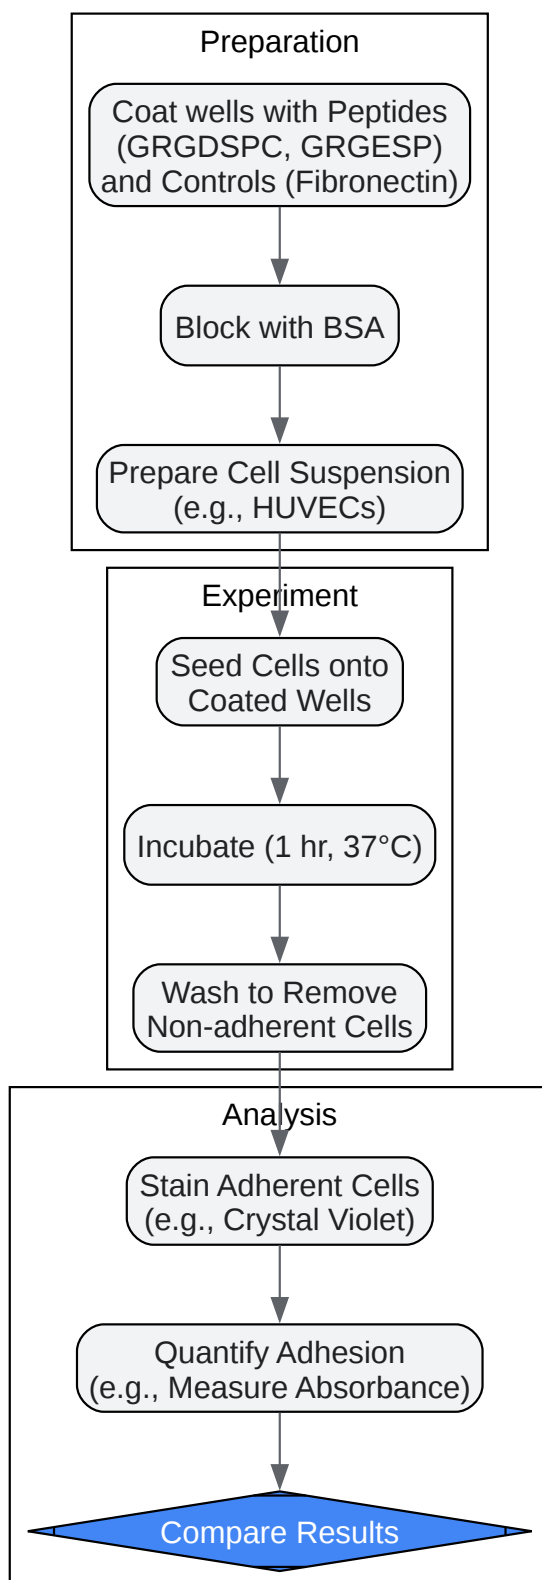 Preparation
Coat wells with Peptides
(GRGDSPC, GRGESP)
and Controls (Fibronectin)
Block with BSA
Prepare Cell Suspension
(e.g., HUVECs)
Experiment
Seed Cells onto
Coated Wells
Incubate (1 hr, 37°C)
Wash to Remove
Non-adherent Cells
Analysis
Stain Adherent Cells
(e.g., Crystal Violet)
Quantify Adhesion
(e.g., Measure Absorbance)
Compare Results